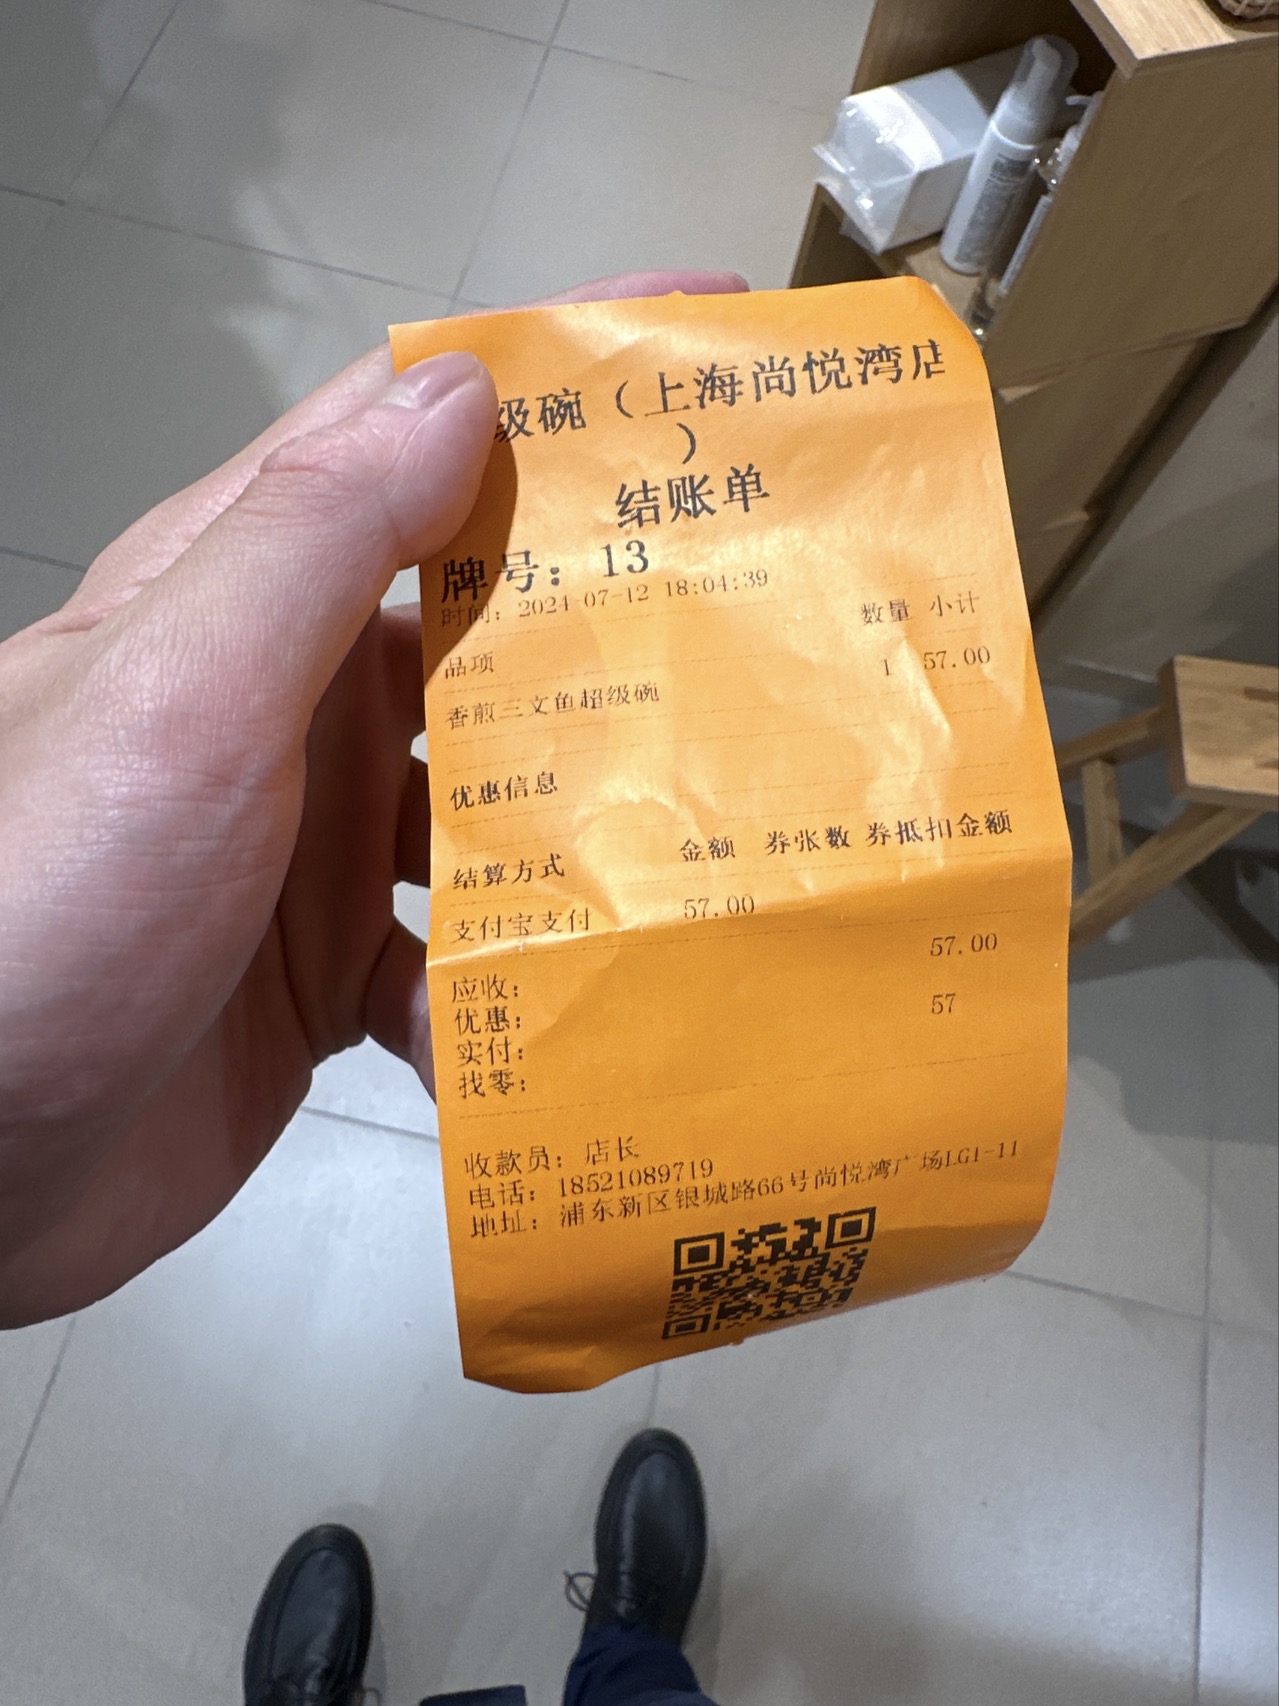 级碗（上海尚悦湾店
）
结账单
牌号：13
时间：2024-07-12 18:04:39
品项 数量 小计
香煎三文鱼超级碗 1 57.00
优惠信息
结算方式 金额 券张数 券抵扣金额
支付宝支付 57.00
应收： 57.00
优惠：
实付： 57
找零：
收款员：店长
电话：18521089719
地址：浦东新区银城路66号尚悦湾广场LG1-11